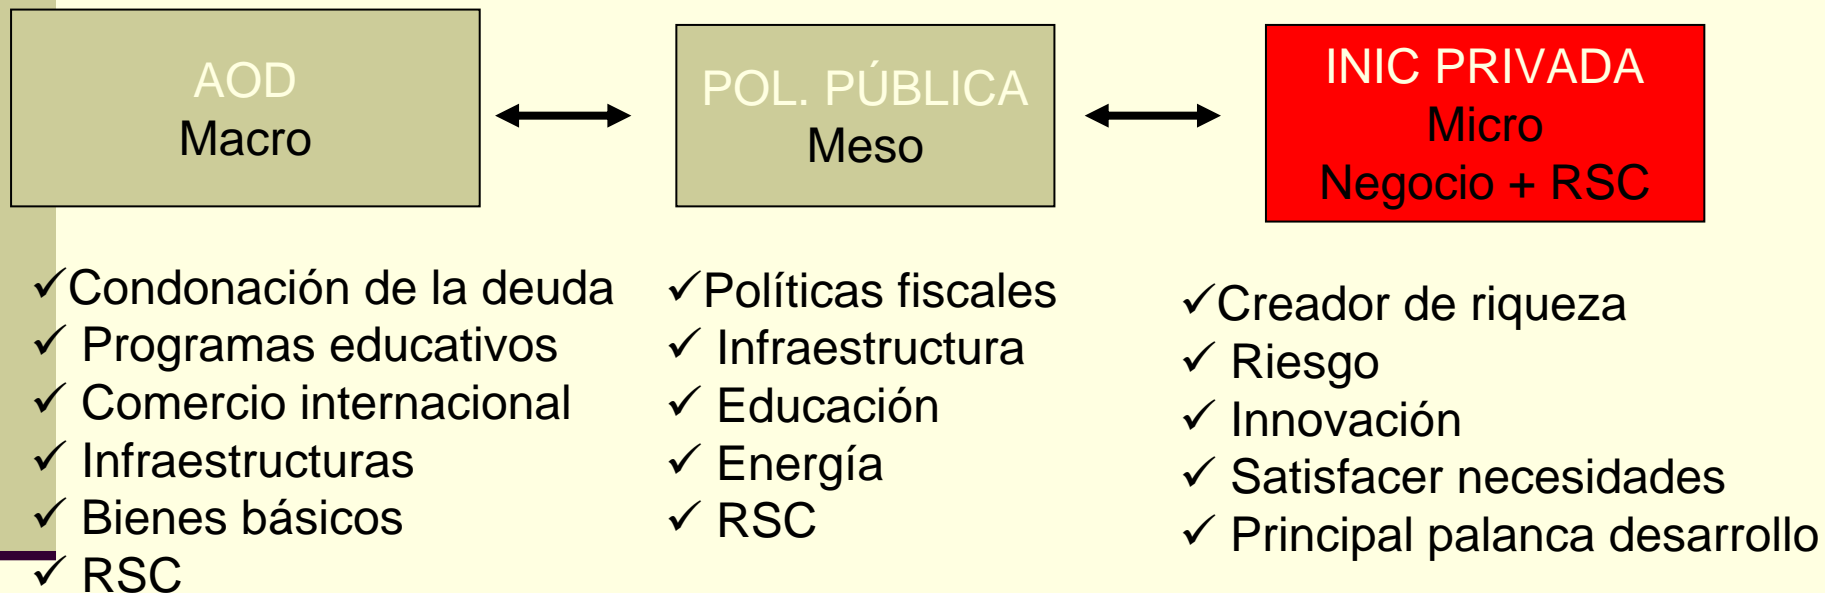 AOD
Macro
POL. PÚBLICA
Meso
INIC PRIVADA
Micro
Negocio + RSC
✓Condonación de la deuda
✓ Programas educativos
✓ Comercio internacional
✓ Infraestructuras
✓ Bienes básicos
✓ RSC
✓Políticas fiscales
✓ Infraestructura
✓ Educación
✓ Energía
✓ RSC
✓Creador de riqueza
✓ Riesgo
✓ Innovación
✓ Satisfacer necesidades
✓ Principal palanca desarrollo